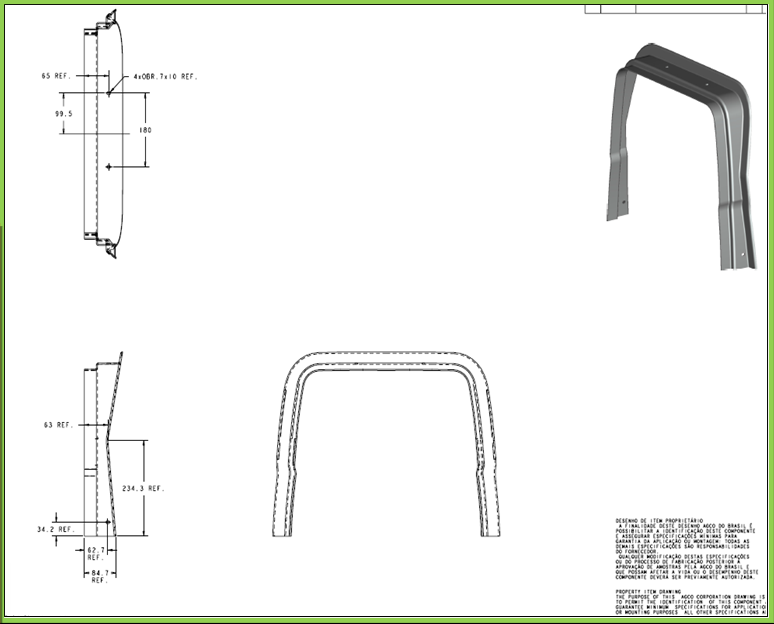 65 REF.
4xOBR.7x10 REF.
99.5
180
63 REF.
234.3 REF.
34.2 REF.
62.7
REF.
84.7
REF.
DESENHO DE ITEM PROPRIETÁRIO
A FINALIDADE DESTE DESENHO AGCO DO BRASIL É
POSSIBILITAR A IDENTIFICAÇÃO DESTE COMPONENTE
E ASSEGURAR ESPECIFICAÇÕES MÍNIMAS PARA
GARANTIA DA APLICAÇÃO OU MONTAGEM: TODAS AS
DEMAIS ESPECIFICAÇÕES SÃO RESPONSABILIDADES
DO FORNECEDOR.
QUALQUER MODIFICAÇÃO DESTAS ESPECIFICAÇÕES
OU DO PROCESSO DE FABRICAÇÃO POSTERIOR À
APROVAÇÃO DE AMOSTRAS PELA AGCO DO BRASIL E
QUE POSSAM AFETAR A VIDA OU O DESEMPENHO DESTE
COMPONENTE DEVERÁ SER PREVIAMENTE AUTORIZADA.
PROPERTY ITEM DRAWING
THE PURPOSE OF THIS AGCO CORPORATION DRAWING IS
TO PERMIT THE IDENTIFICATION OF THIS COMPONENT
GUARANTEE MINIMUM SPECIFICATIONS FOR APPLICATIO
OR MOUNTING PURPOSES ALL OTHER SPECIFICATIONS A